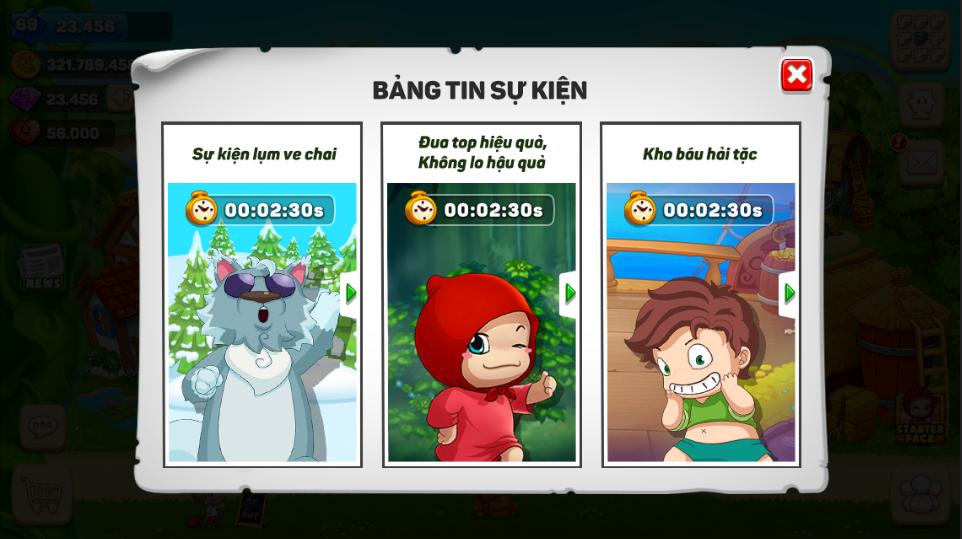 69
23.456
321.789.456
23.456
56.000
BẢNG TIN SỰ KIỆN
Sự kiện lụm ve chai
Đua top hiệu quả,
Không lo hậu quả
Kho báu hải tặc
00:02:30s
00:02:30s
00:02:30s
NEWS
STARTER
PACK